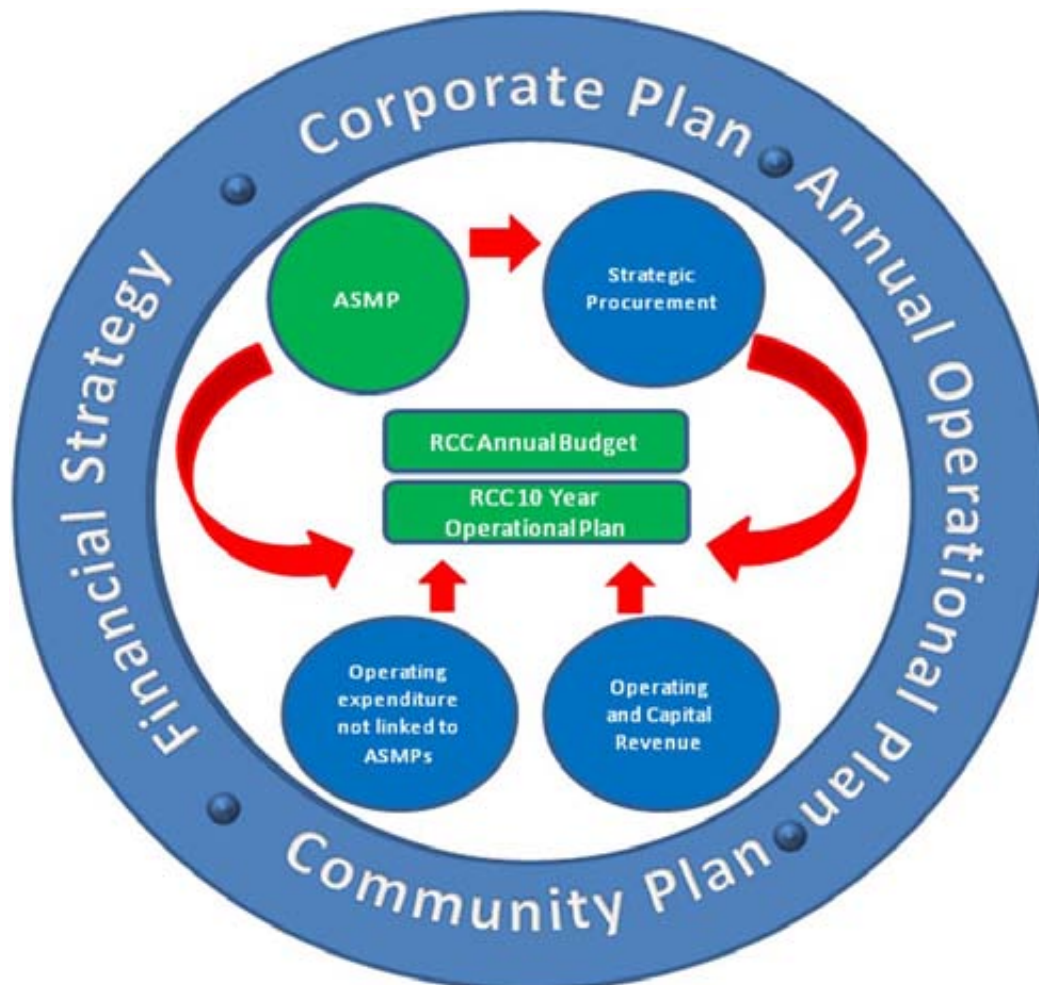 Corporate Plan
Annual Operational Plan
Community Plan
Financial Strategy
ASMP
Strategic
Procurement
RCC Annual Budget
RCC 10 Year
Operational Plan
Operating
expenditure
not linked to
ASMPs
Operating
and Capital
Revenue